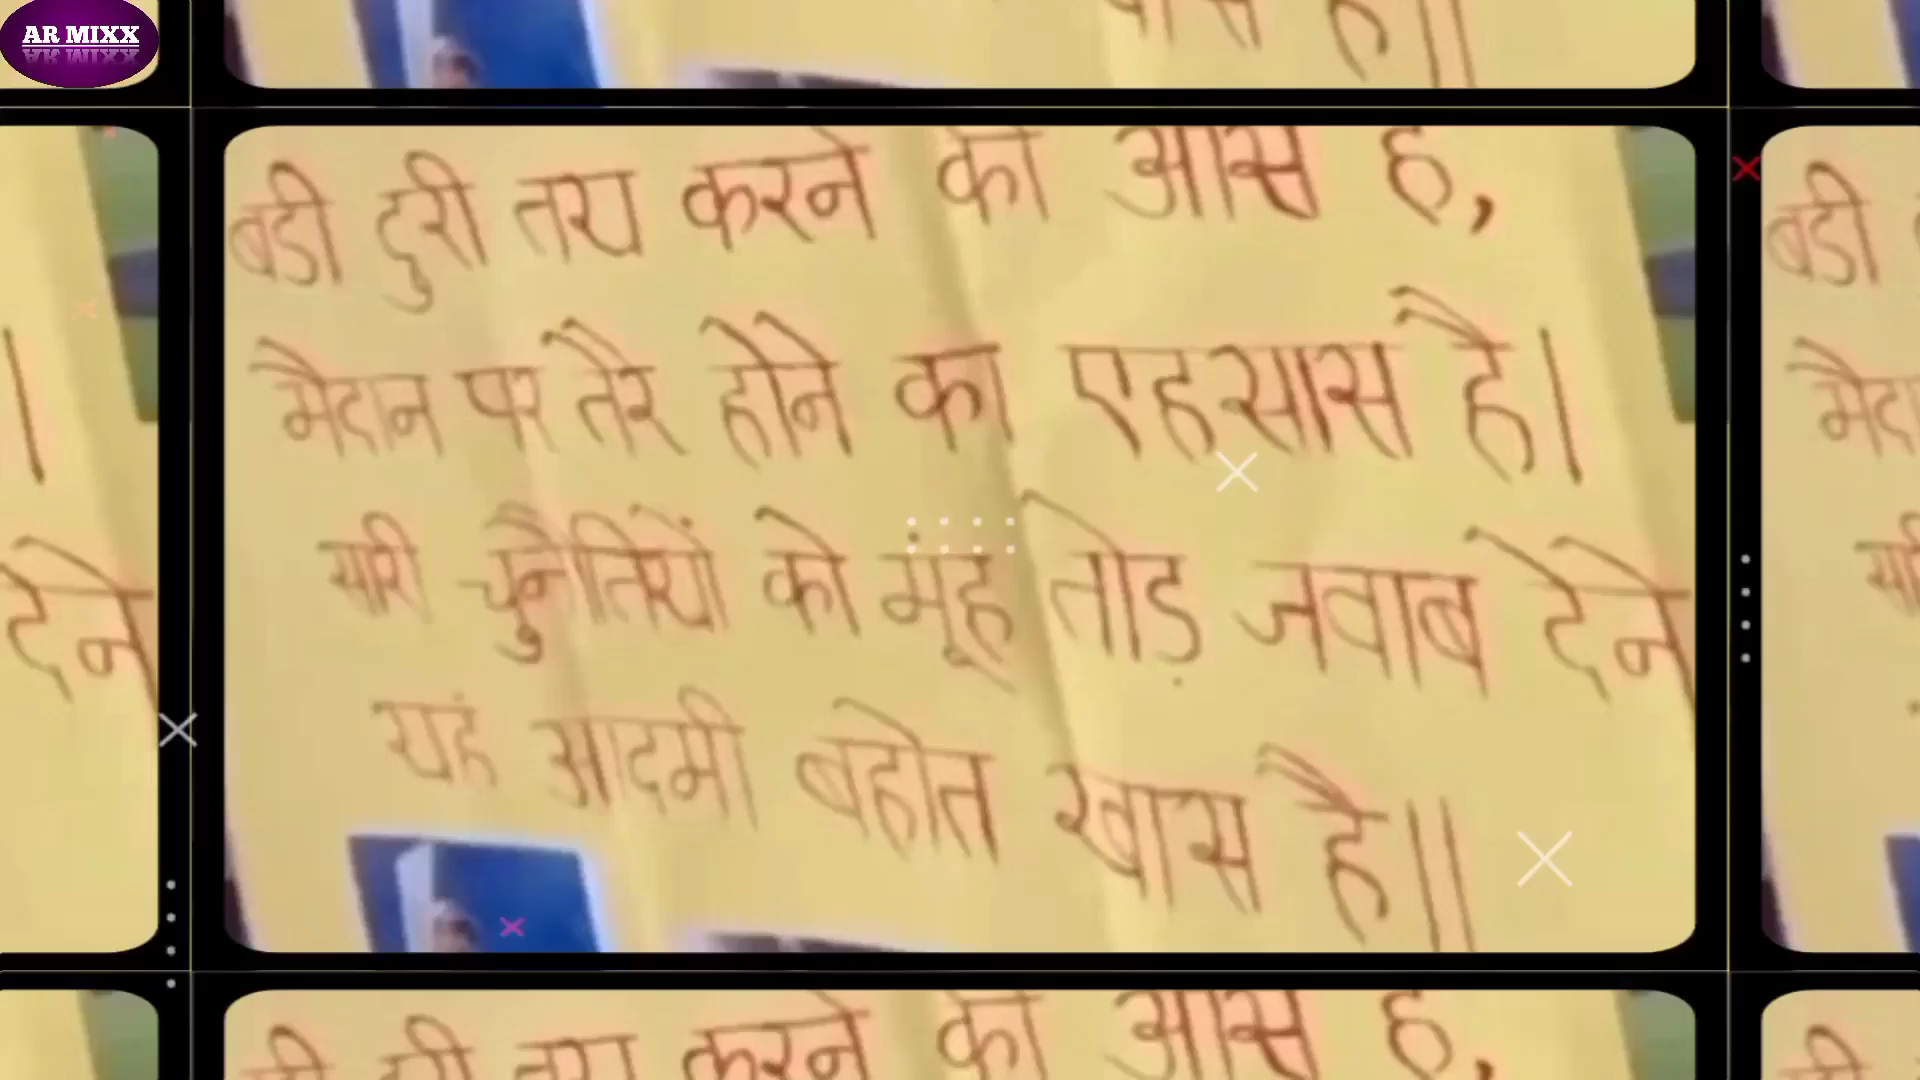 AR MIXX
बडी दुरी तय करने की आस है,
मैदान पर तेरे होने का एहसास है|
सारी चुनौतियों को मूंह तोड़ जवाब देने
यह आदमी बहोत खास है||